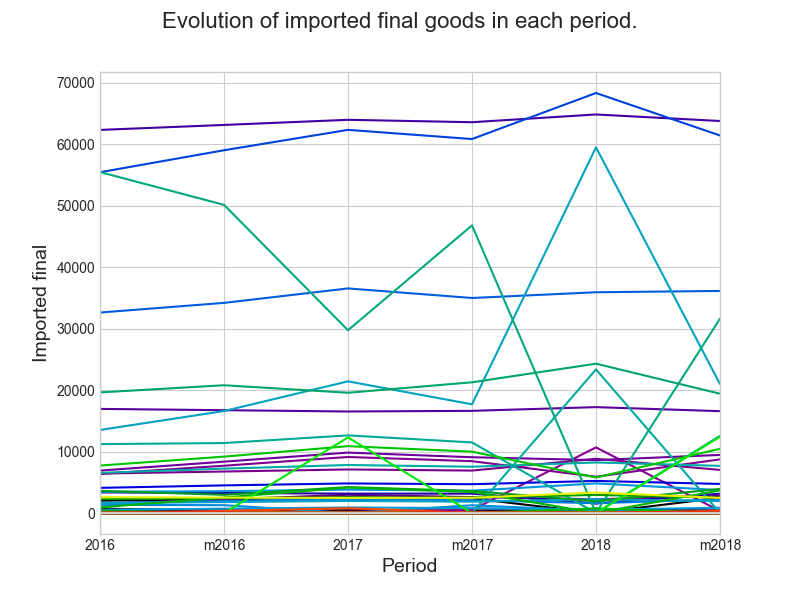 Evolution of imported final goods in each period.
70000
60000
50000
40000
30000
20000
10000
0
Imported final
2016 m2016 2017 m2017 2018 m2018
Period